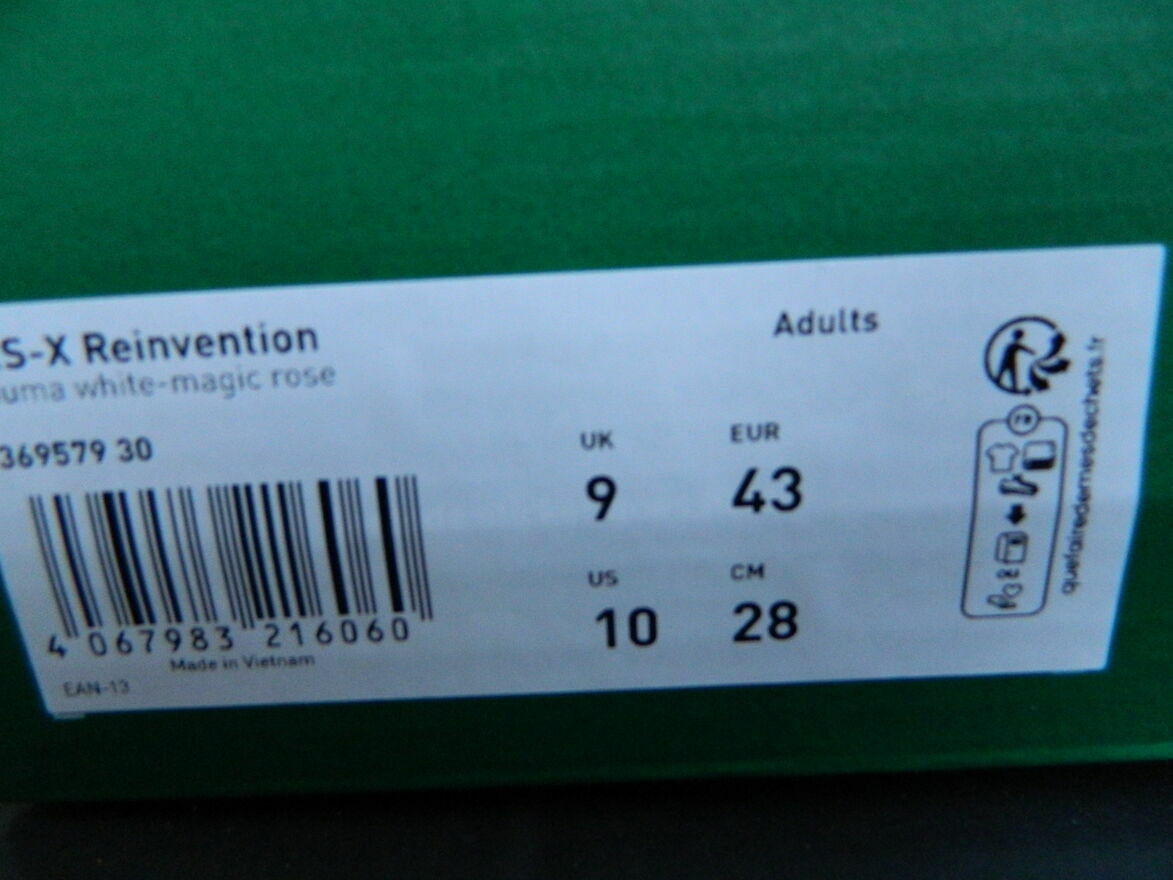 S-X Reinvention
uma white-magic rose
369579 30
Adults
UK
9
EUR
43
US
10
CM
28
4 067983 216060
Made in Vietnam
EAN-13
quefairedemesdechets.fr